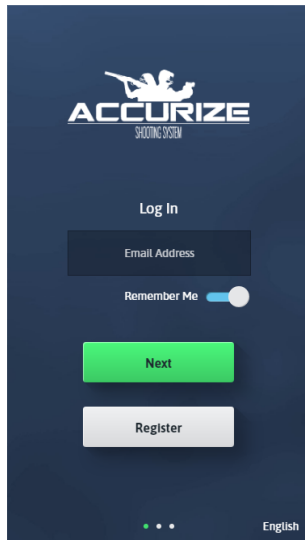 ACCURIZE
SHOOTING SYSTEM
Log In
Email Address
Remember Me
Next
Register
English